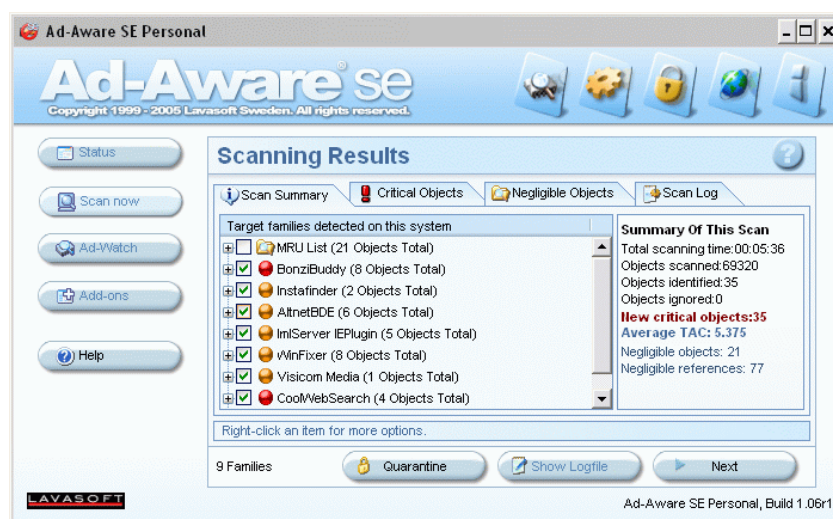 Ad-Aware SE Personal
Ad-Aware® se
Copyright 1999 - 2005 Lavasoft Sweden. All rights reserved.
Status
Scan now
Ad-Watch
Add-ons
Help
Scanning Results
Scan Summary
Critical Objects
Negligible Objects
Scan Log
Target families detected on this system
MRU List (21 Objects Total)
BonziBuddy (8 Objects Total)
Instafinder (2 Objects Total)
AltnetBDE (6 Objects Total)
ImIServer IEPlugin (5 Objects Total)
WinFixer (8 Objects Total)
Visicom Media (1 Objects Total)
CoolWebSearch (4 Objects Total)
Summary Of This Scan
Total scanning time:00:05:36
Objects scanned:69320
Objects identified:35
Objects ignored:0
New critical objects:35
Average TAC: 5.375
Negligible objects: 21
Negligible references: 77
Right-click an item for more options.
9 Families
Quarantine
Show Logfile
Next
LAVASOFT
Ad-Aware SE Personal, Build 1.06r1